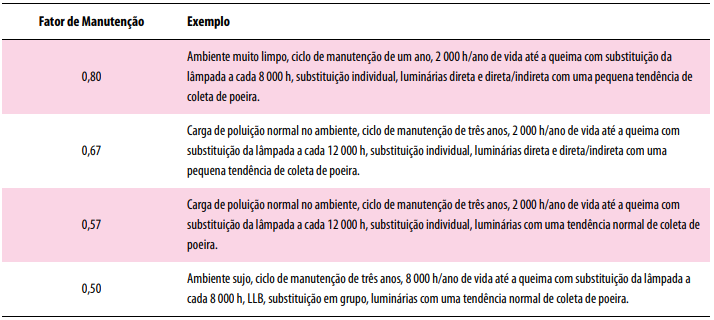 Fator de Manutenção Exemplo
Ambiente muito limpo, ciclo de manutenção de um ano, 2 000 h/ano de vida até a queima com substituição da
0,80 lâmpada a cada 8 000 h, substituição individual, luminárias direta e direta/indireta com uma pequena tendência de
coleta de poeira.
Carga de poluição normal no ambiente, ciclo de manutenção de três anos, 2 000 h/ano de vida até a queima com
0,67 substituição da lâmpada a cada 12 000 h, substituição individual, luminárias direta e direta/indireta com uma
pequena tendência de coleta de poeira.
Carga de poluição normal no ambiente, ciclo de manutenção de três anos, 2 000 h/ano de vida até a queima com
0,57 substituição da lâmpada a cada 12 000 h, substituição individual, luminárias com uma tendência normal de coleta de
poeira.
Ambiente sujo, ciclo de manutenção de três anos, 8 000 h/ano de vida até a queima com substituição da lâmpada a
0,50 cada 8 000 h, LLB, substituição em grupo, luminárias com uma tendência normal de coleta de poeira.